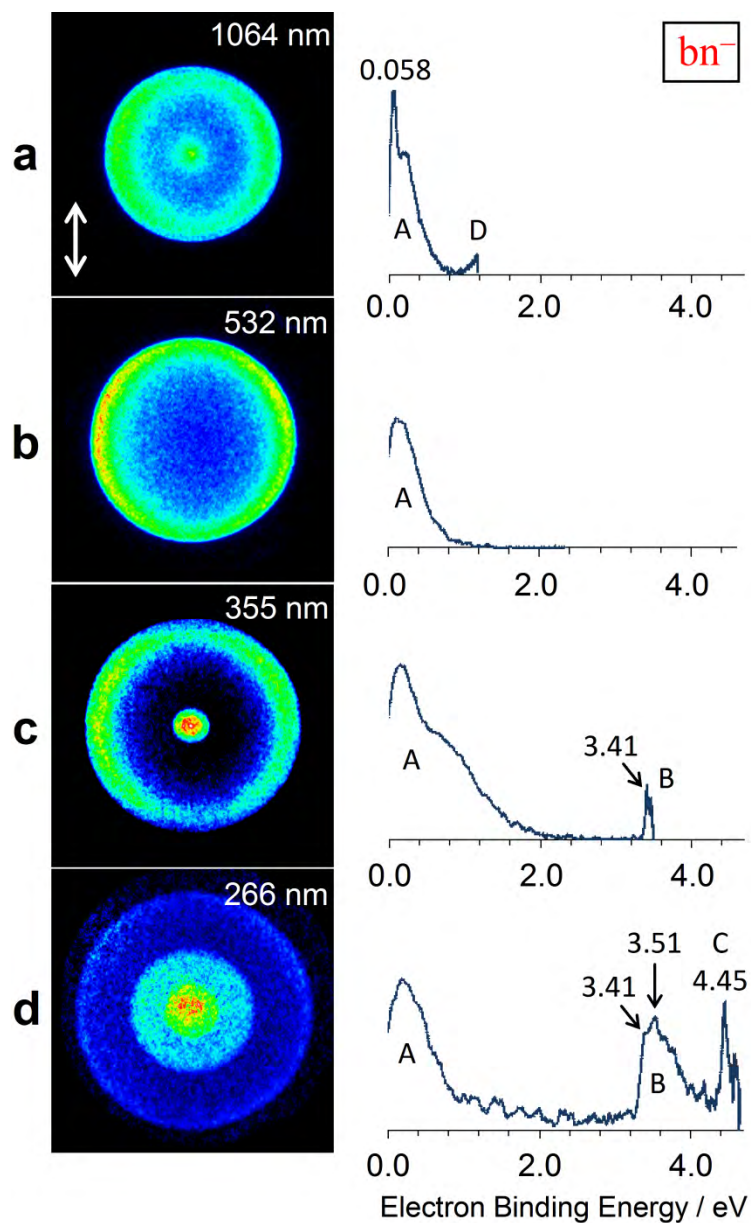 1064 nm
bn⁻
0.058
a
A
D
0.0 2.0 4.0
532 nm
b
A
0.0 2.0 4.0
355 nm
c
A
3.41
B
0.0 2.0 4.0
266 nm
d
A
3.41
3.51
B
C
4.45
0.0 2.0 4.0
Electron Binding Energy / eV